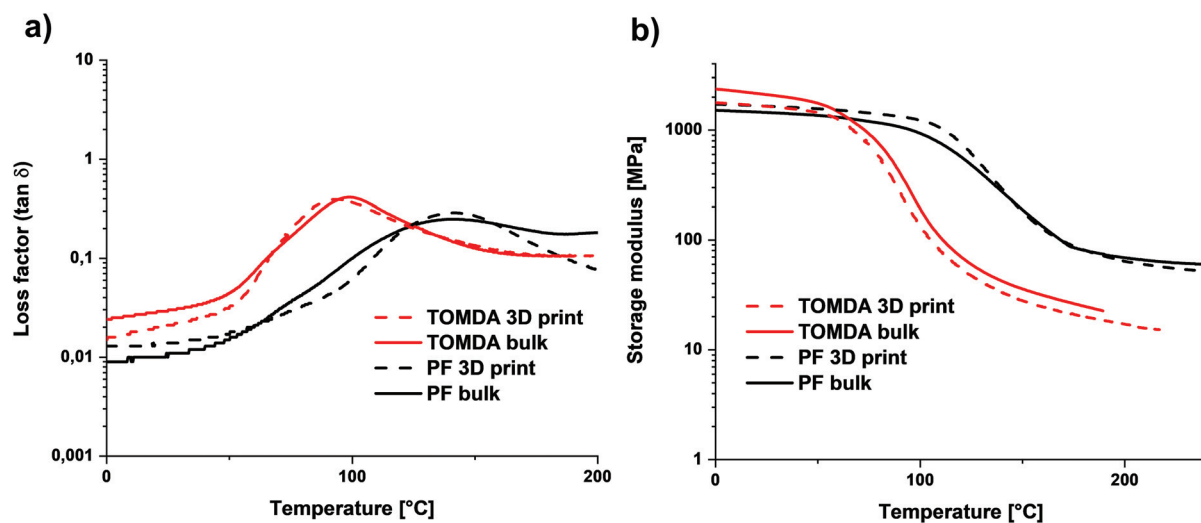 a)
Loss factor (tan δ)
10
1
0,1
0,01
0,001
0
100
200
Temperature [°C]
TOMDA 3D print
TOMDA bulk
PF 3D print
PF bulk
b)
Storage modulus [MPa]
1000
100
10
1
0
100
200
Temperature [°C]
TOMDA 3D print
TOMDA bulk
PF 3D print
PF bulk